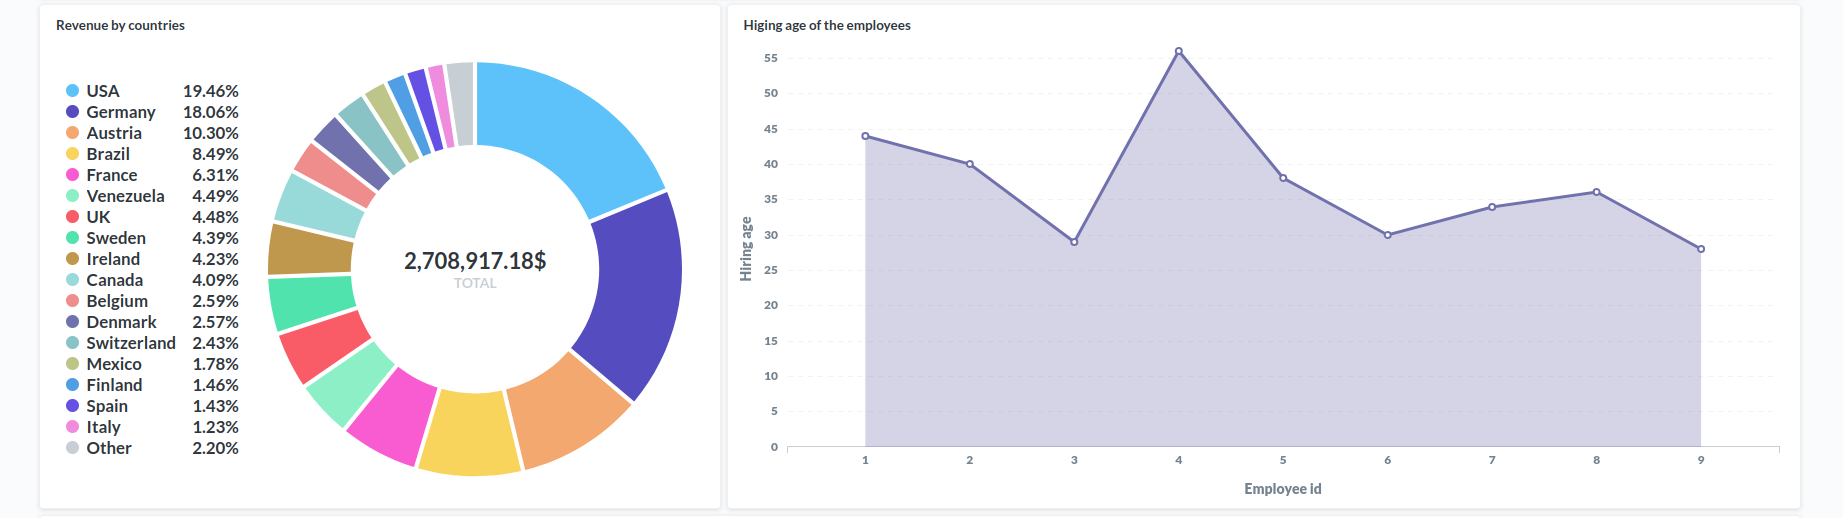 Revenue by countries
USA 19.46%
Germany 18.06%
Austria 10.30%
Brazil 8.49%
France 6.31%
Venezuela 4.49%
UK 4.48%
Sweden 4.39%
Ireland 4.23%
Canada 4.09%
Belgium 2.59%
Denmark 2.57%
Switzerland 2.43%
Mexico 1.78%
Finland 1.46%
Spain 1.43%
Italy 1.23%
Other 2.20%
2,708,917.18$
TOTAL
Higing age of the employees
Hiring age
55
50
45
40
35
30
25
20
15
10
5
0
1 2 3 4 5 6 7 8 9
Employee id